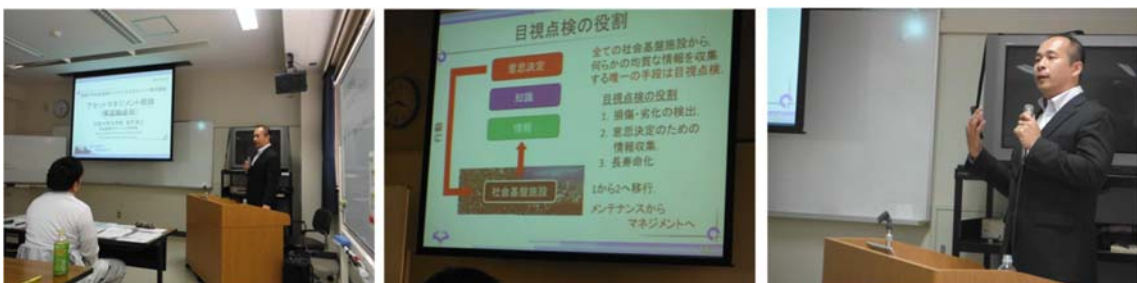 アセットマネジメント概論
目視点検の役割
意思決定
知識
情報
行動
社会基盤施設
全ての社会基盤施設から,
何らかの均質な情報を収集
する唯一の手段は目視点検.
目視点検の役割
1. 損傷・劣化の検出.
2. 意思決定のための
情報収集.
3. 長寿命化
1から2へ移行.
メンテナンスから
マネジメントへ